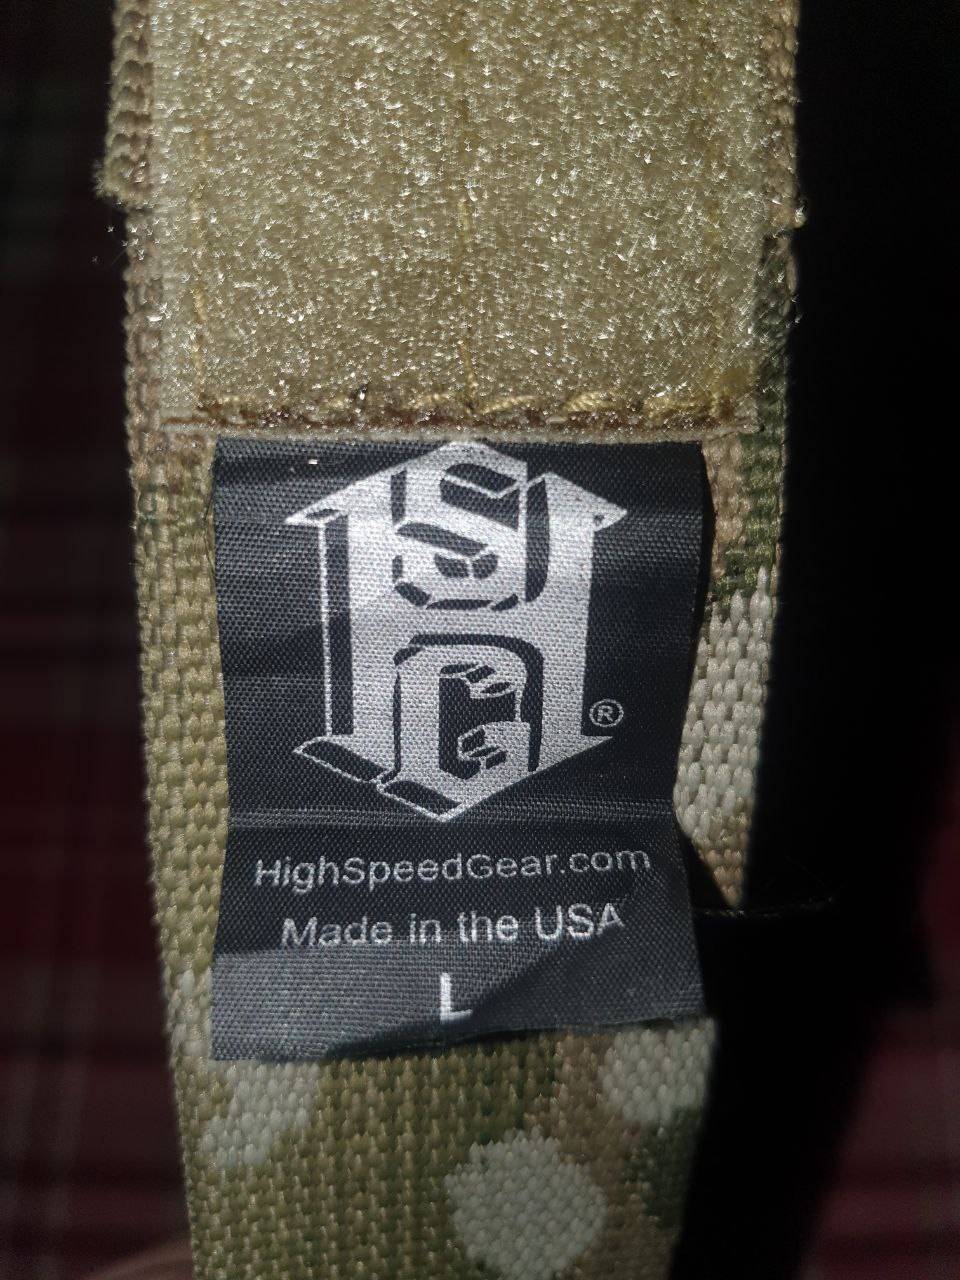 HSG
®
HighSpeedGear.com
Made in the USA
L